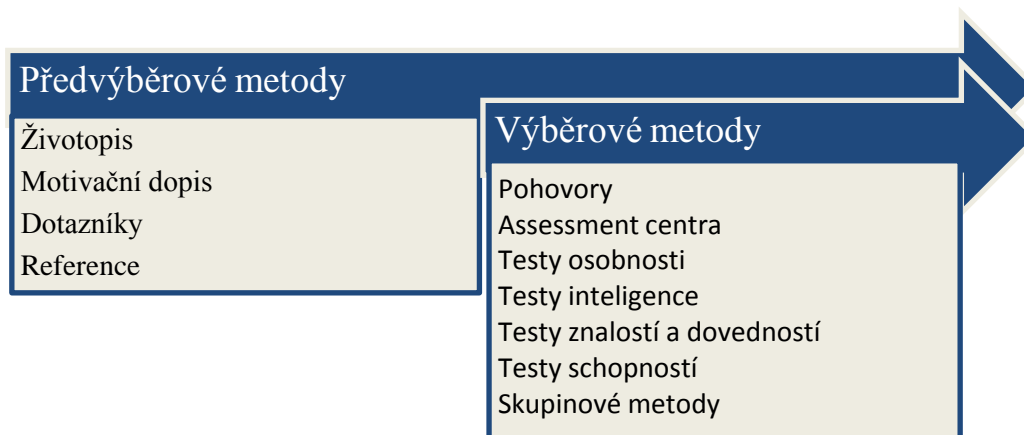 Předvýběrové metody
Životopis
Motivační dopis
Dotazníky
Reference
Výběrové metody
Pohovory
Assessment centra
Testy osobnosti
Testy inteligence
Testy znalostí a dovedností
Testy schopností
Skupinové metody